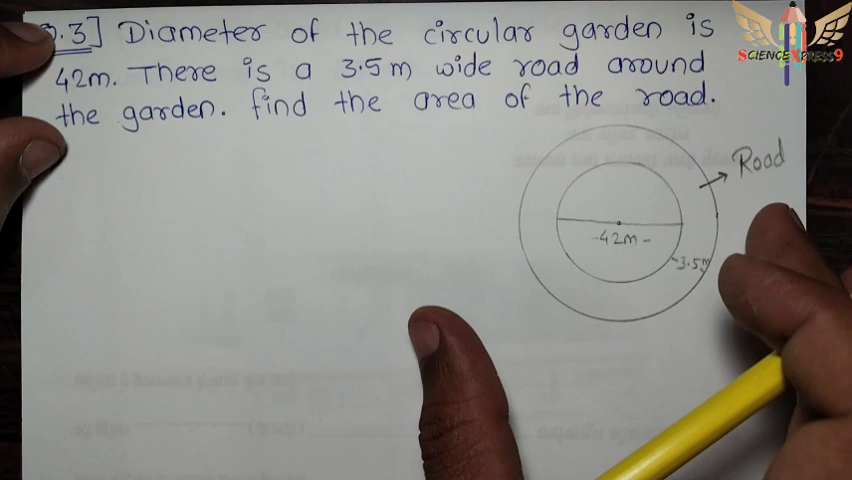 Q.3] Diameter of the circular garden is
42m. There is a 3.5m wide road around
the garden. find the area of the road.
Road
-42m-
3.5m
SCIENCEXPRESS9